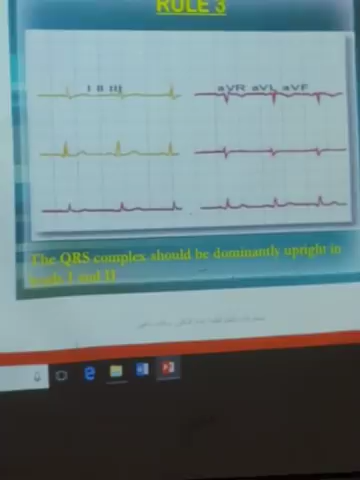 RULE 3
I II III aVR aVL aVF
The QRS complex should be dominantly upright in
leads I and II